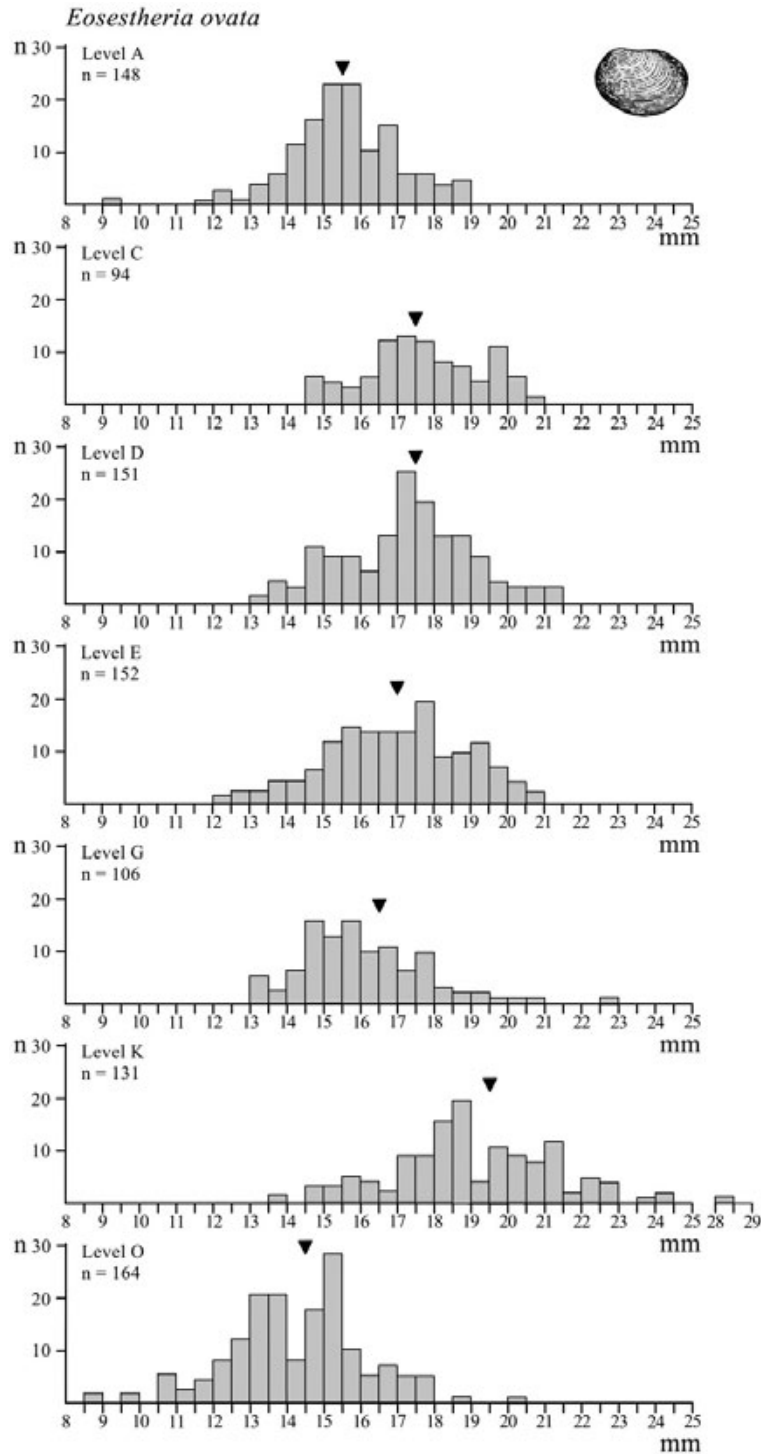 Eosestheria ovata
n 30
Level A
n = 148
20
10
8 9 10 11 12 13 14 15 16 17 18 19 20 21 22 23 24 25
mm
n 30
Level C
n = 94
20
10
8 9 10 11 12 13 14 15 16 17 18 19 20 21 22 23 24 25
mm
n 30
Level D
n = 151
20
10
8 9 10 11 12 13 14 15 16 17 18 19 20 21 22 23 24 25
mm
n 30
Level E
n = 152
20
10
8 9 10 11 12 13 14 15 16 17 18 19 20 21 22 23 24 25
mm
n 30
Level G
n = 106
20
10
8 9 10 11 12 13 14 15 16 17 18 19 20 21 22 23 24 25
mm
n 30
Level K
n = 131
20
10
8 9 10 11 12 13 14 15 16 17 18 19 20 21 22 23 24 25 28 29
mm
n 30
Level O
n = 164
20
10
8 9 10 11 12 13 14 15 16 17 18 19 20 21 22 23 24 25
mm